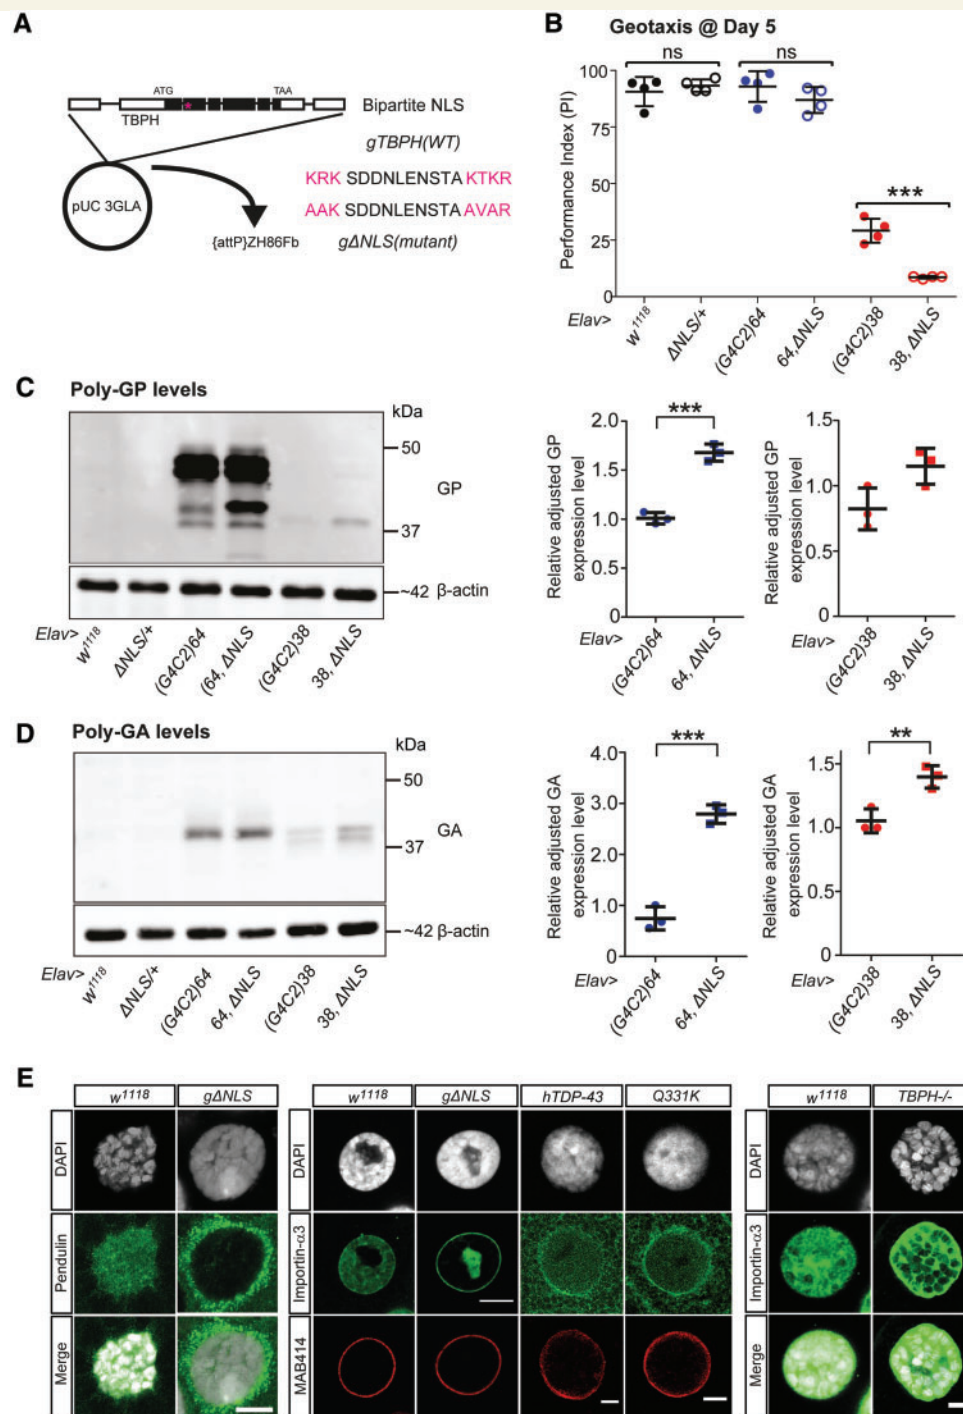 A
ATG
TAA
*
TBPH
Bipartite NLS
gTBPH(WT)
KRK SDDNLENSTA KTKR
AAK SDDNLENSTA AVAR
gΔNLS(mutant)
pUC 3GLA
{attP}ZH86Fb
B
Geotaxis @ Day 5
ns
ns
***
Performance Index (PI)
100
75
50
25
0
Elav>
w1118
ΔNLS/+
(G4C2)64
64,ΔNLS
(G4C2)38
38, ΔNLS
C
Poly-GP levels
kDa
50
GP
37
~42 β-actin
Elav>
w1118
ΔNLS/+
(G4C2)64
(64, ΔNLS
(G4C2)38
38, ΔNLS
Relative adjusted GP
expression level
2.0
1.5
1.0
0.5
0
***
Elav>
(G4C2)64
64, ΔNLS
Relative adjusted GP
expression level
1.5
1.0
0.5
0
(G4C2)38
38, ΔNLS
D
Poly-GA levels
kDa
50
GA
37
~42 β-actin
Elav>
w1118
ΔNLS/+
(G4C2)64
64, ΔNLS
(G4C2)38
38, ΔNLS
Relative adjusted GA
expression level
4.0
3.0
2.0
1.0
0
***
Elav>
(G4C2)64
64, ΔNLS
Relative adjusted GA
expression level
1.5
1.0
0.5
0
**
(G4C2)38
38, ΔNLS
E
w1118
gΔNLS
DAPI
Pendulin
Merge
w1118
gΔNLS
hTDP-43
Q331K
DAPI
Importin-α3
MAB414
w1118
TBPH-/-
DAPI
Importin-α3
Merge